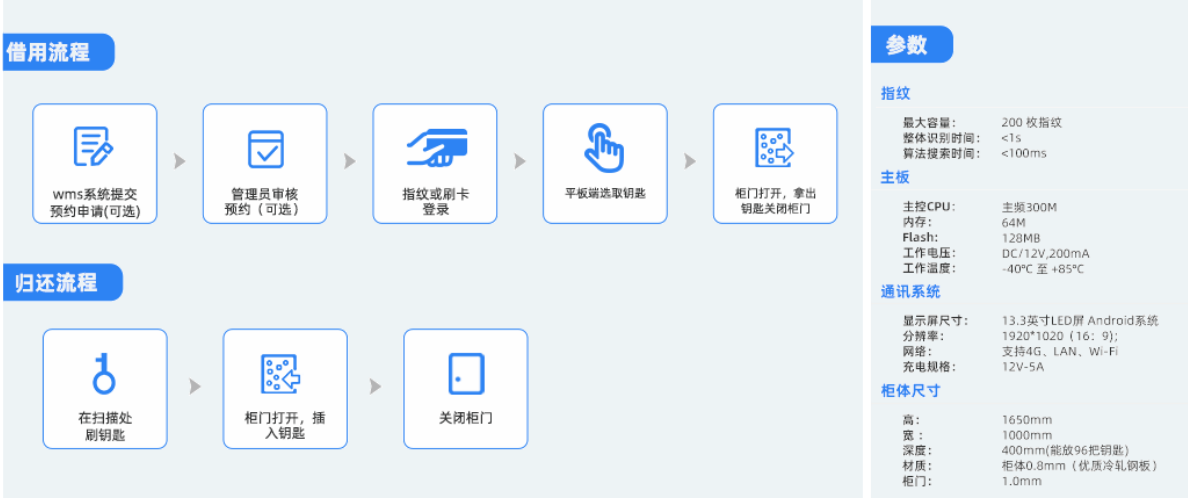 借用流程
wms系统提交
预约申请(可选)
管理员审核
预约（可选）
指纹或刷卡
登录
平板端选取钥匙
柜门打开，拿出
钥匙关闭柜门
归还流程
在扫描处
刷钥匙
柜门打开，插
入钥匙
关闭柜门
参数
指纹
最大容量： 200 枚指纹
整体识别时间： <1s
算法搜索时间： <100ms
主板
主控CPU： 主频300M
内存： 64M
Flash: 128MB
工作电压： DC/12V,200mA
工作温度： -40℃ 至 +85℃
通讯系统
显示屏尺寸： 13.3英寸LED屏 Android系统
分辨率： 1920*1020（16：9);
网络： 支持4G、LAN、Wi-Fi
充电规格： 12V-5A
柜体尺寸
高： 1650mm
宽 ： 1000mm
深度： 400mm(能放96把钥匙)
材质： 柜体0.8mm（优质冷轧钢板）
柜门： 1.0mm